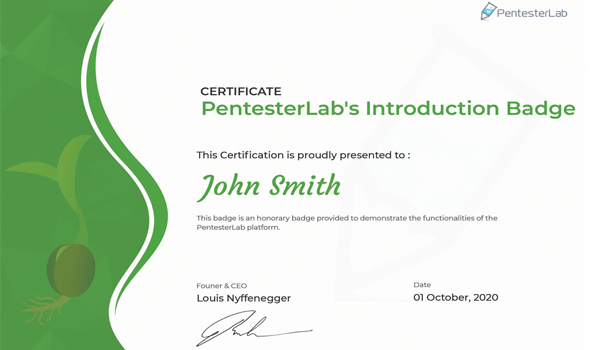 PentesterLab
CERTIFICATE
PentesterLab's Introduction Badge
This Certification is proudly presented to :
John Smith
This badge is an honorary badge provided to demonstrate the functionalities of the
PentesterLab platform.
Founer & CEO
Louis Nyffenegger
Date
01 October, 2020